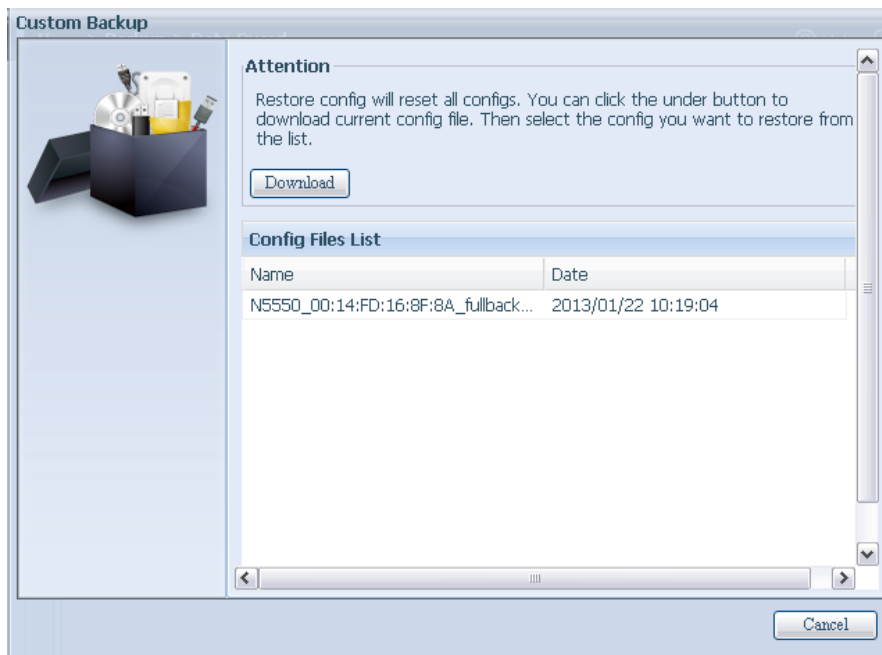 Custom Backup
Attention
Restore config will reset all configs. You can click the under button to
download current config file. Then select the config you want to restore from
the list.
Download
Config Files List
Name Date
N5550_00:14:FD:16:8F:8A_fullback... 2013/01/22 10:19:04
Cancel